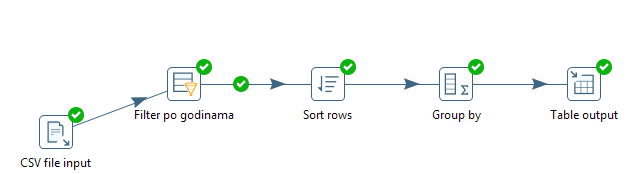 CSV file input
Filter po godinama
Sort rows
Group by
Table output